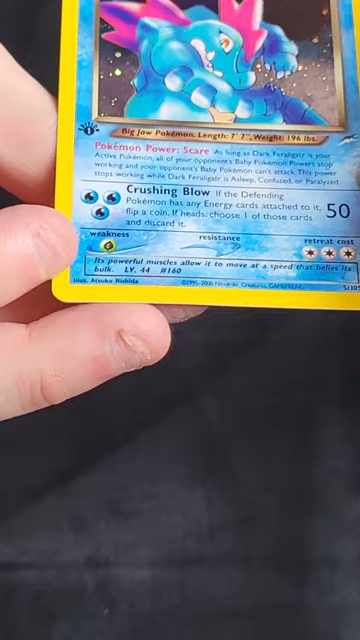 1
Big Jaw Pokémon. Length: 7' 7", Weight: 196 lbs.
Pokémon Power: Scare As long as Dark Feraligatr is your
Active Pokémon, all of your opponent's Baby Pokémon Powers stop
working and your opponent's Baby Pokémon can't attack. This power
stops working while Dark Feraligatr is Asleep, Confused, or Paralyzed.
Crushing Blow If the Defending
Pokémon has any Energy cards attached to it,
flip a coin. If heads, choose 1 of those cards
and discard it.
50
weakness resistance retreat cost
Its powerful muscles allow it to move at a speed that belies its
bulk. LV. 44 #160
Illus. Atsuko Nishida ©1995, 2000 Nintendo, Creatures, GAMEFREAK.
5/105